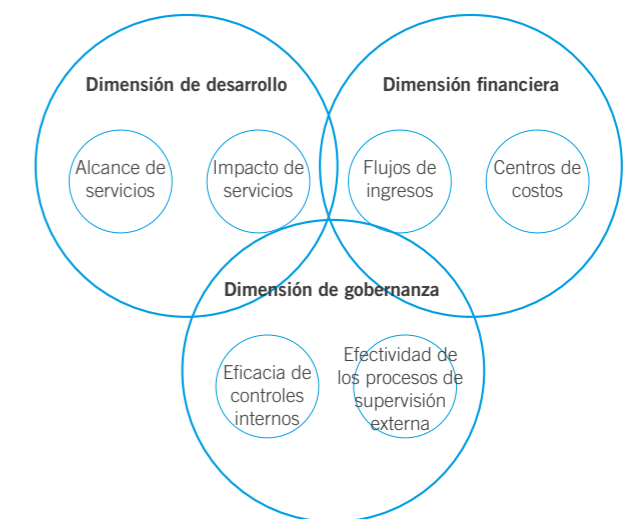 Dimensión de desarrollo
Dimensión financiera
Alcance de
servicios
Impacto de
servicios
Flujos de
ingresos
Centros de
costos
Dimensión de gobernanza
Eficacia de
controles
internos
Efectividad de
los procesos de
supervisión
externa